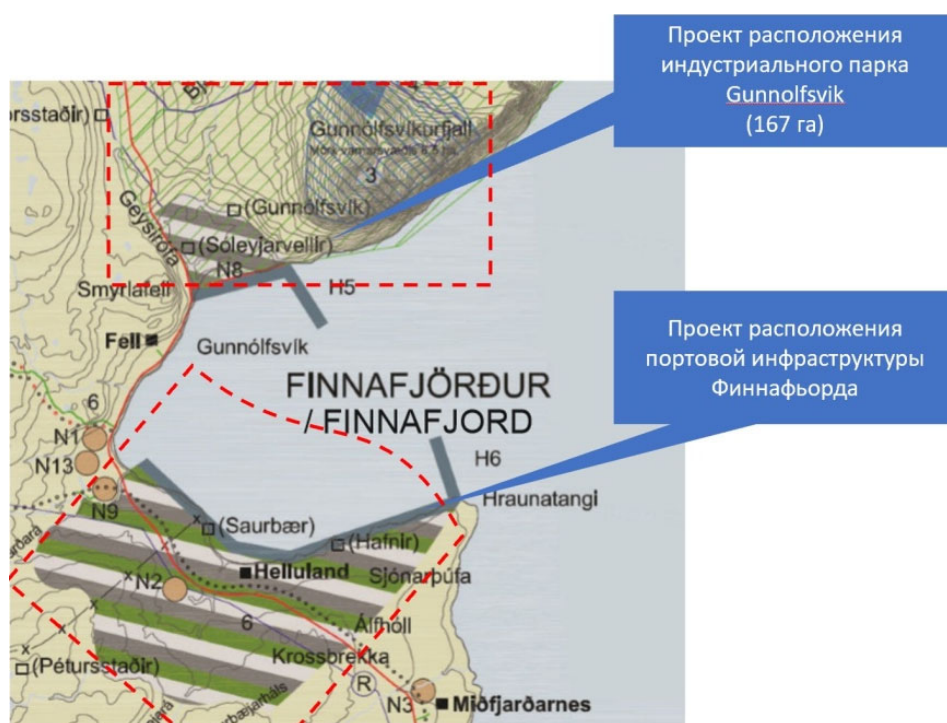 Проект расположения
индустриального парка
Gunnolfsvik
(167 га)
Gunnólfsvíkurfjall
3
(Gunnólfsvík)
Geysirófa
(Sóleyjarvellir)
N8
H5
Smyrlafell
Fell
Gunnólfsvík
Проект расположения
портовой инфраструктуры
Финнафьорда
FINNAFJÖRÐUR
/ FINNAFJORD
6
N1
H6
N13
Hraunatangi
N9
(Saurbær)
(Hafnir)
Helluland
Sjónarþúfa
N2
6
Álfhóll
Krossbrekka
(Pétursstaðir)
R
N3
Miðfjarðarnes